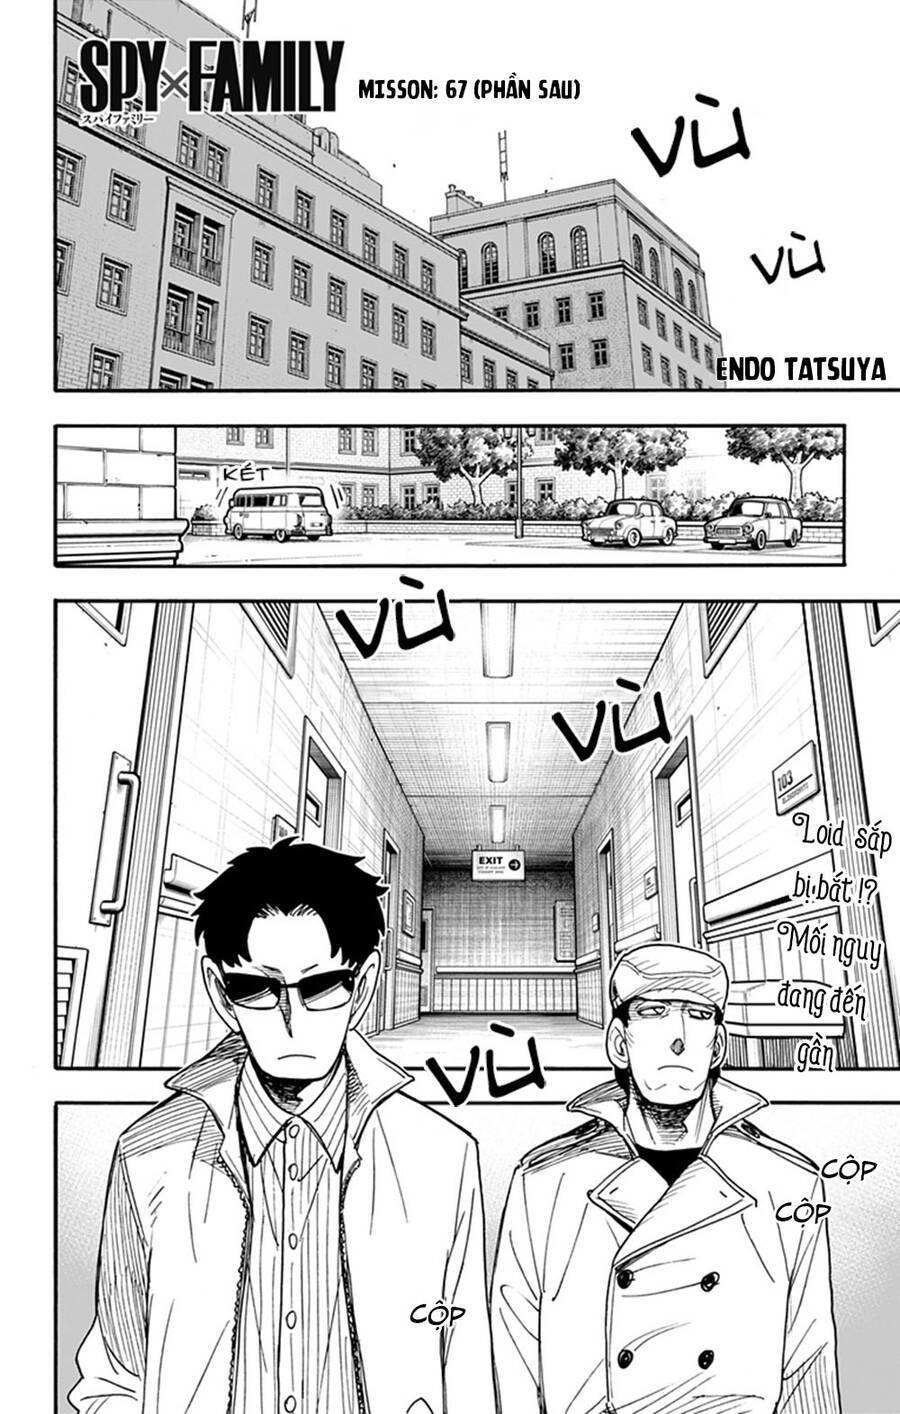 SPY×FAMILY
スパイファミリー
MISSON: 67 (PHẦN SAU)
VÙ
VÙ
ENDO TATSUYA
KÉT
VÙ
VÙ
103
EXIT
Loid sắp
bị bắt !?
Mối nguy
đang đến
gần
VÙ
CỘP
CỘP
CỘP